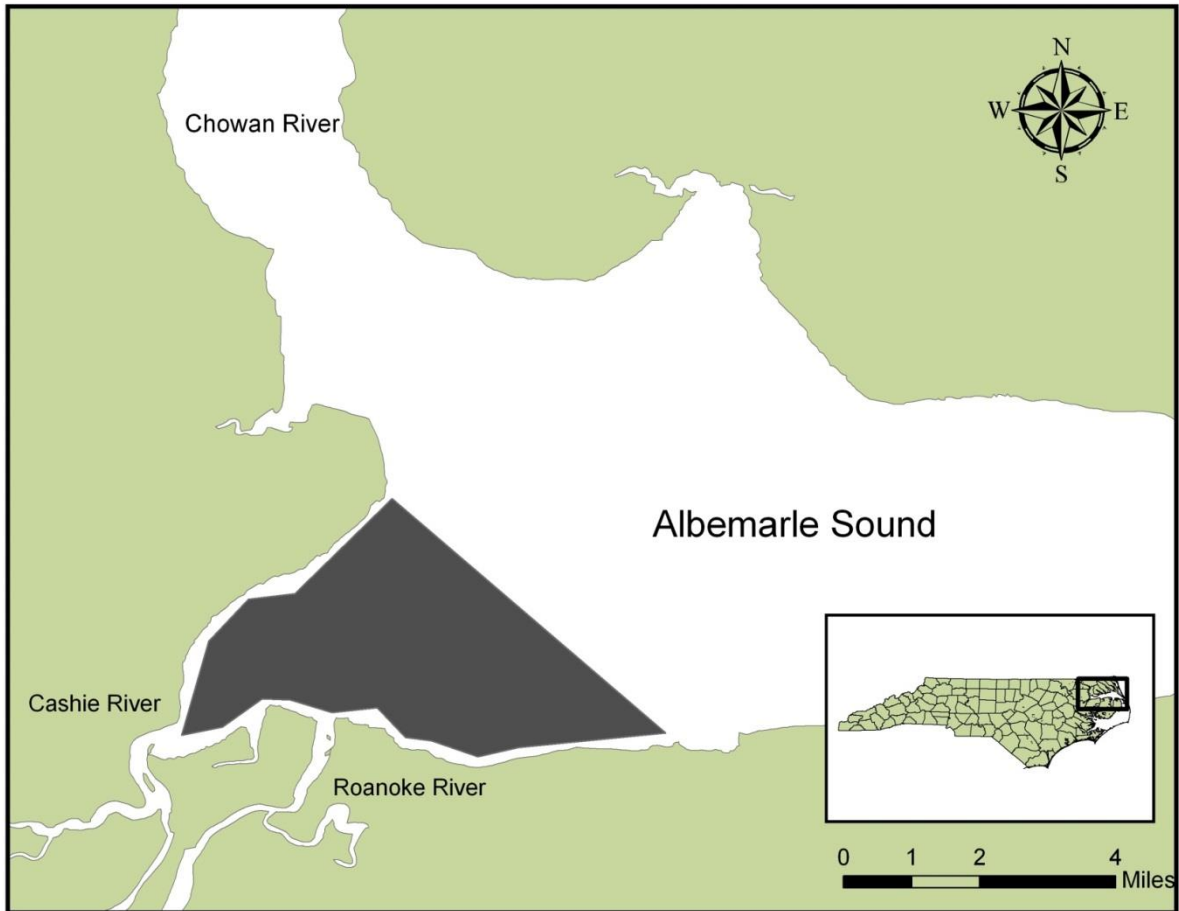 N
Chowan River
W E
S
Albemarle Sound
Cashie River
Roanoke River
0 1 2 4
Miles